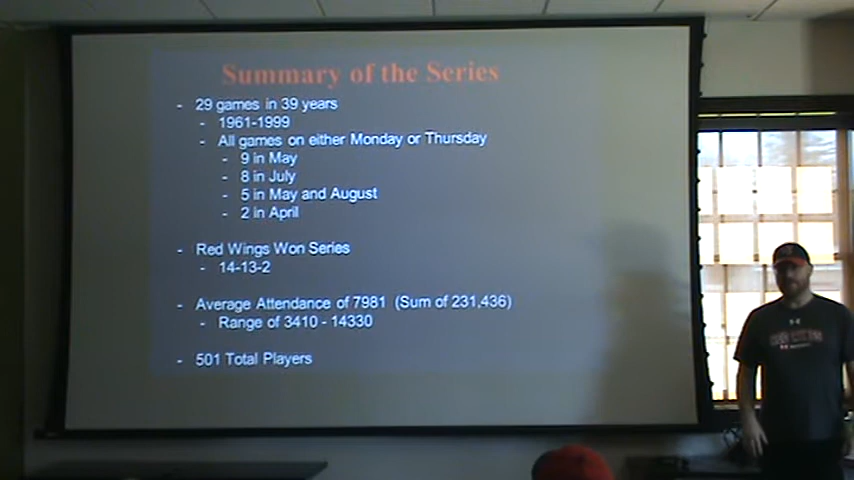 Summary of the Series
- 29 games in 39 years
- 1961-1999
- All games on either Monday or Thursday
- 9 in May
- 8 in July
- 5 in May and August
- 2 in April
- Red Wings Won Series
- 14-13-2
- Average Attendance of 7981 (Sum of 231,436)
- Range of 3410 - 14330
- 501 Total Players